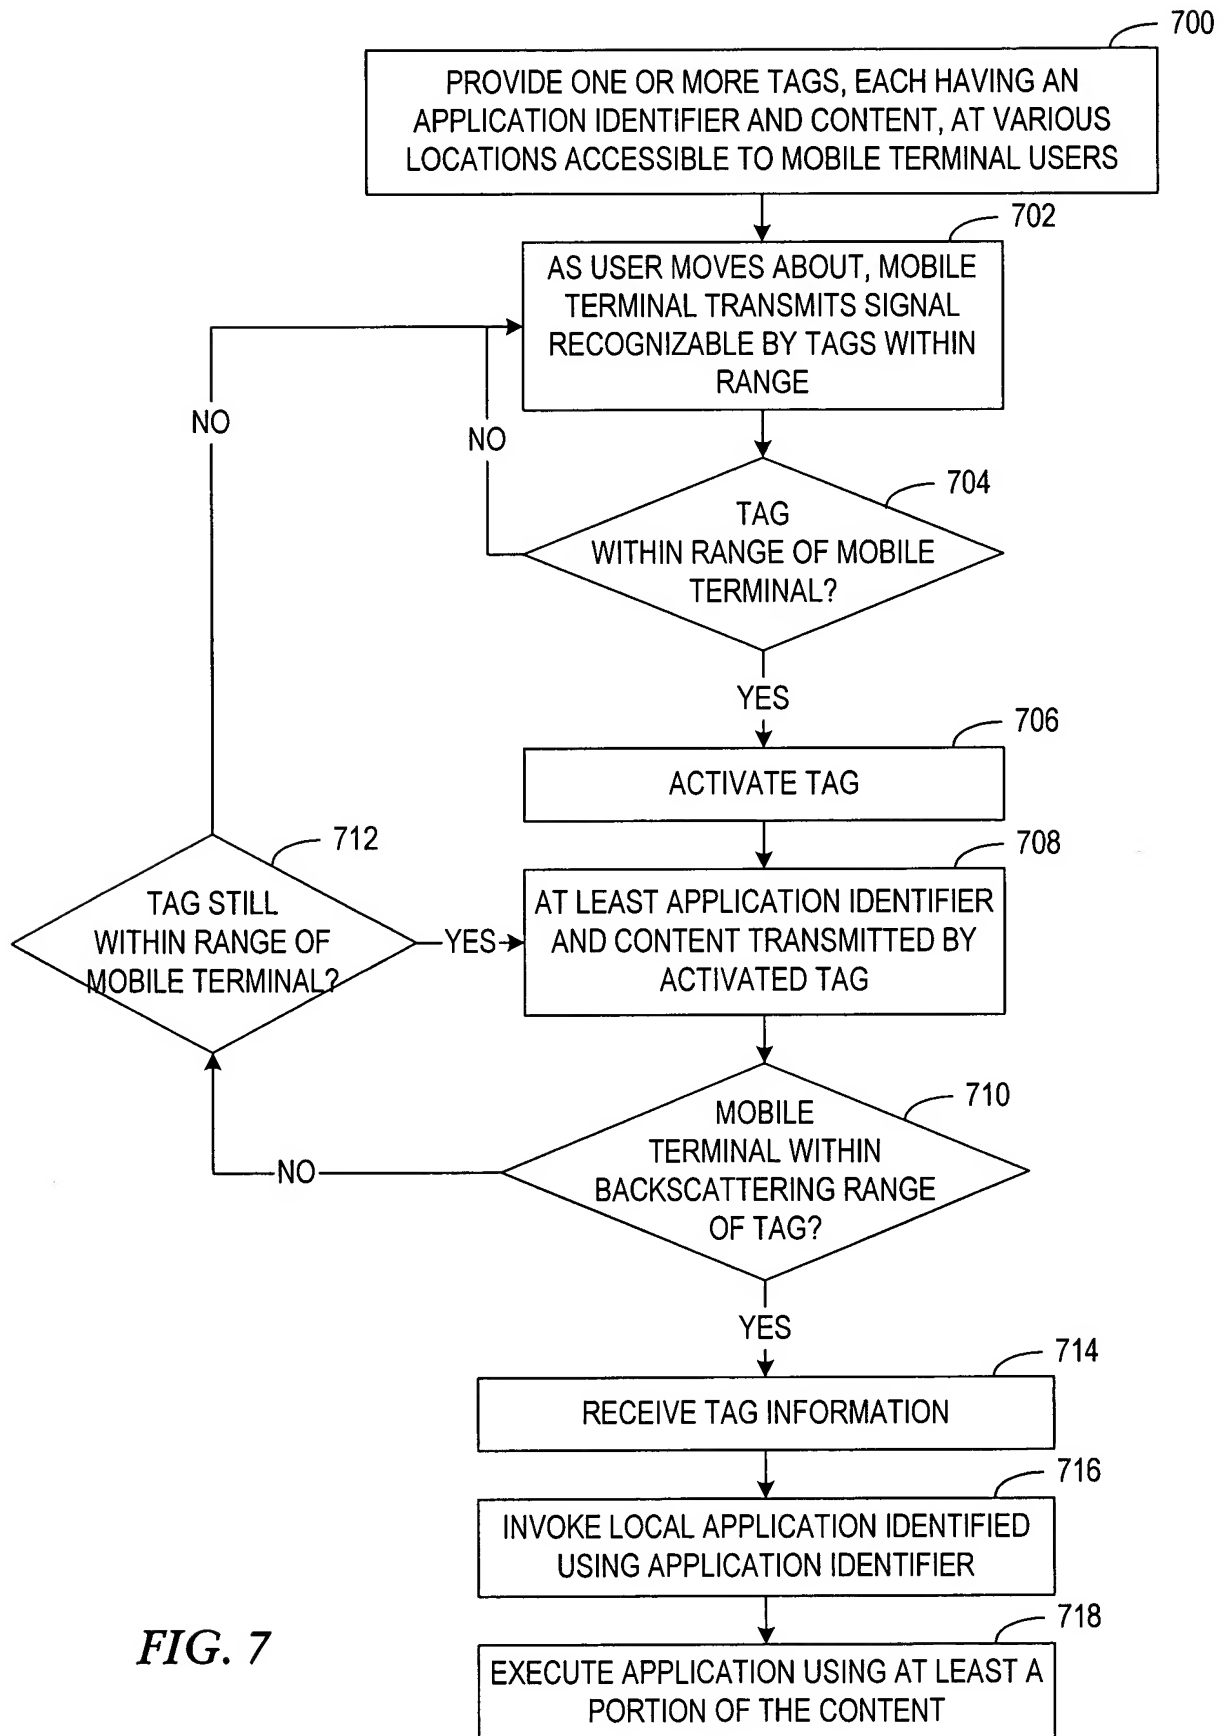 700
PROVIDE ONE OR MORE TAGS, EACH HAVING AN
APPLICATION IDENTIFIER AND CONTENT, AT VARIOUS
LOCATIONS ACCESSIBLE TO MOBILE TERMINAL USERS
702
AS USER MOVES ABOUT, MOBILE
TERMINAL TRANSMITS SIGNAL
RECOGNIZABLE BY TAGS WITHIN
RANGE
NO
NO
704
TAG
WITHIN RANGE OF MOBILE
TERMINAL?
YES
706
ACTIVATE TAG
712
TAG STILL
WITHIN RANGE OF
MOBILE TERMINAL?
YES
708
AT LEAST APPLICATION IDENTIFIER
AND CONTENT TRANSMITTED BY
ACTIVATED TAG
710
MOBILE
TERMINAL WITHIN
BACKSCATTERING RANGE
OF TAG?
NO
YES
714
RECEIVE TAG INFORMATION
716
INVOKE LOCAL APPLICATION IDENTIFIED
USING APPLICATION IDENTIFIER
718
EXECUTE APPLICATION USING AT LEAST A
PORTION OF THE CONTENT
FIG. 7